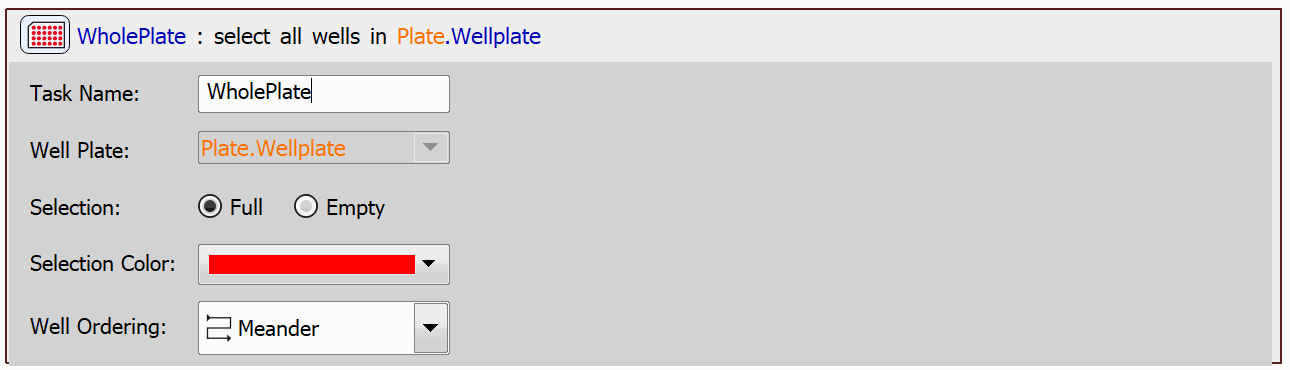 WholePlate : select all wells in Plate.Wellplate
Task Name: WholePlate
Well Plate: Plate.Wellplate
Selection: Full Empty
Selection Color:
Well Ordering: Meander